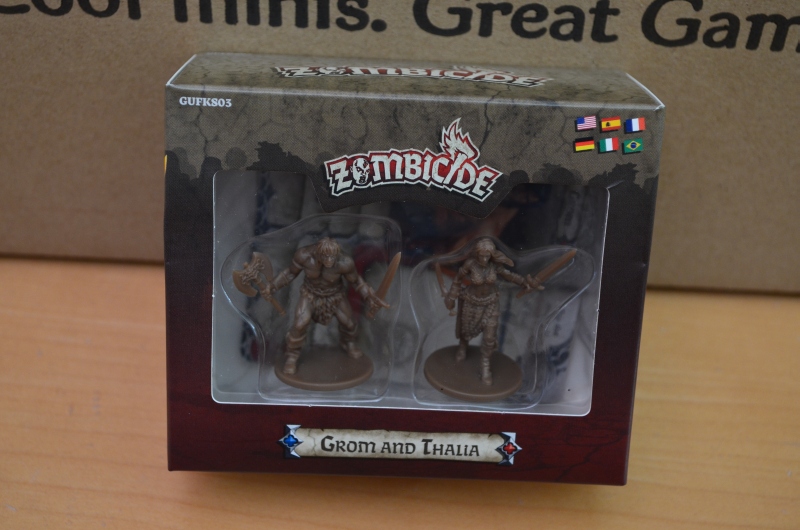 Cool minis. Great Gam
ZOMBICIDE
GUFKS03
ZOMBICIDE
GROM AND THALIA